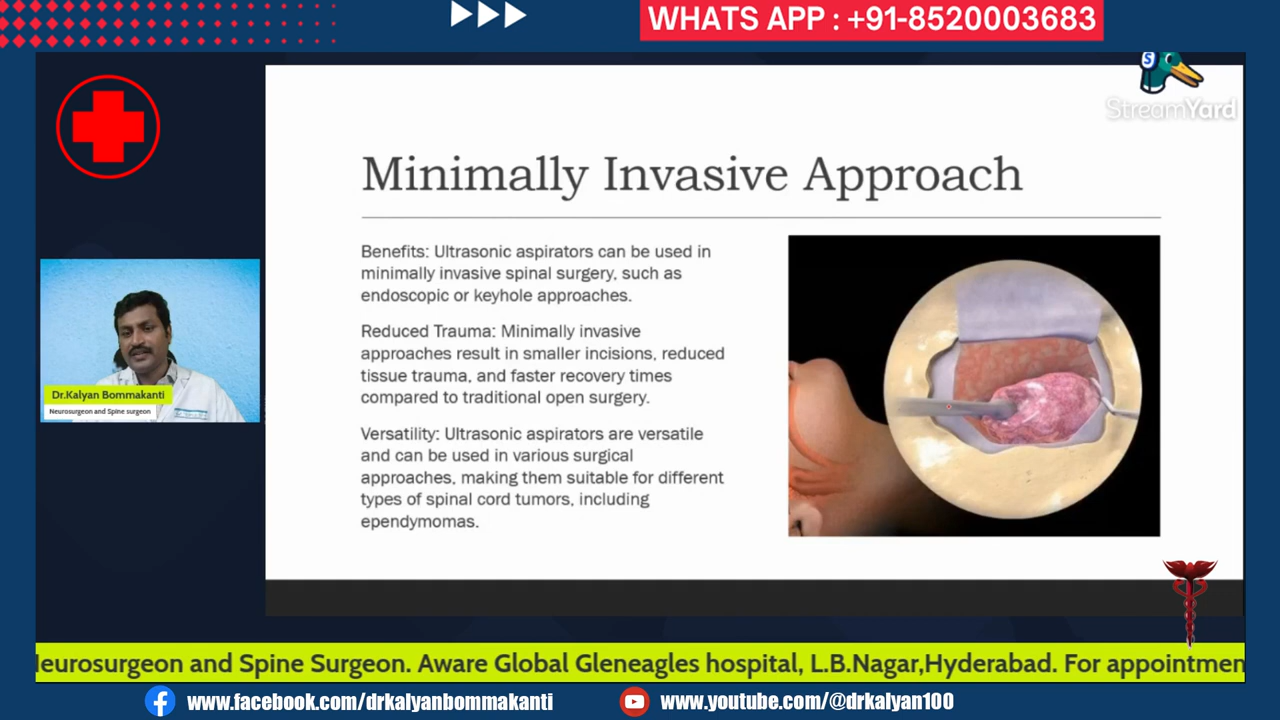 WHATS APP : +91-8520003683
S
StreamYard
Minimally Invasive Approach
Benefits: Ultrasonic aspirators can be used in
minimally invasive spinal surgery, such as
endoscopic or keyhole approaches.
Reduced Trauma: Minimally invasive
approaches result in smaller incisions, reduced
tissue trauma, and faster recovery times
compared to traditional open surgery.
Versatility: Ultrasonic aspirators are versatile
and can be used in various surgical
approaches, making them suitable for different
types of spinal cord tumors, including
ependymomas.
Dr.Kalyan Bommakanti
Neurosurgeon and Spine surgeon
eurosurgeon and Spine Surgeon. Aware Global Gleneagles hospital, L.B.Nagar,Hyderabad. For appointmen
www.facebook.com/drkalyanbommakanti
www.youtube.com/@drkalyan100